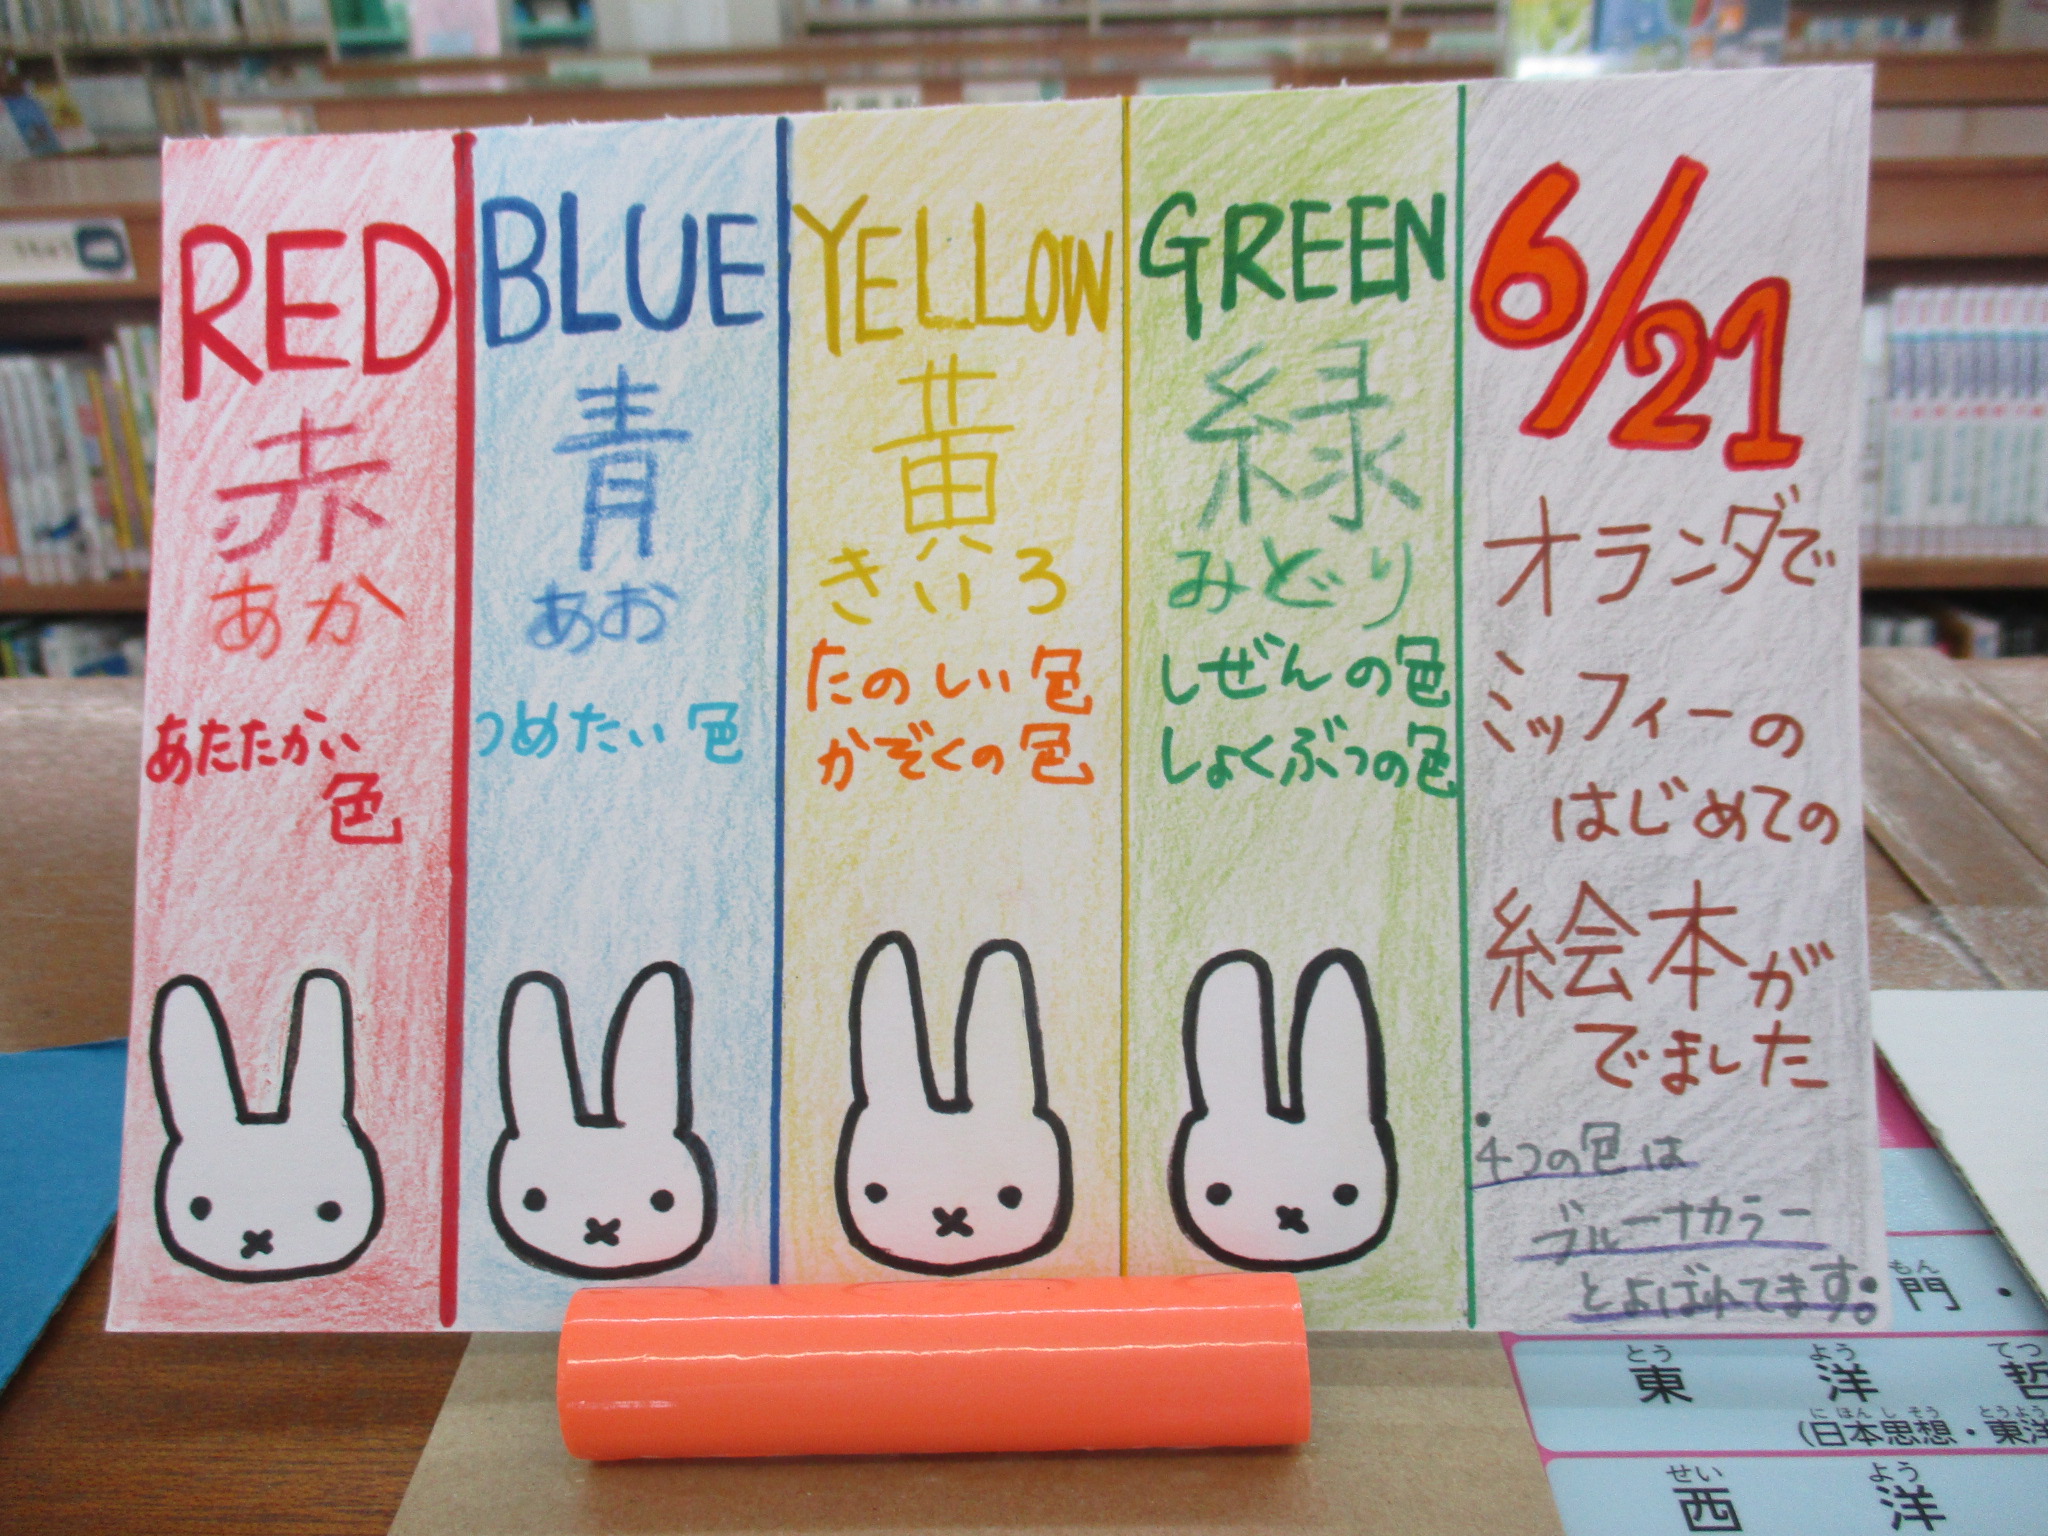 RED
赤
あか
あたたかい
色
BLUE
青
あお
つめたい色
YELLOW
黄
きいろ
たのしい色
かぞくの色
GREEN
緑
みどり
しぜんの色
しょくぶつの色
6/21
オランダで
ミッフィーの
はじめての
絵本が
でました
・4つの色は
ブルーナカラー
とよばれてます。
もん
門・
とう よう てつ
東洋哲
にほんしそう とうよう
(日本思想・東洋
せい よう
西洋